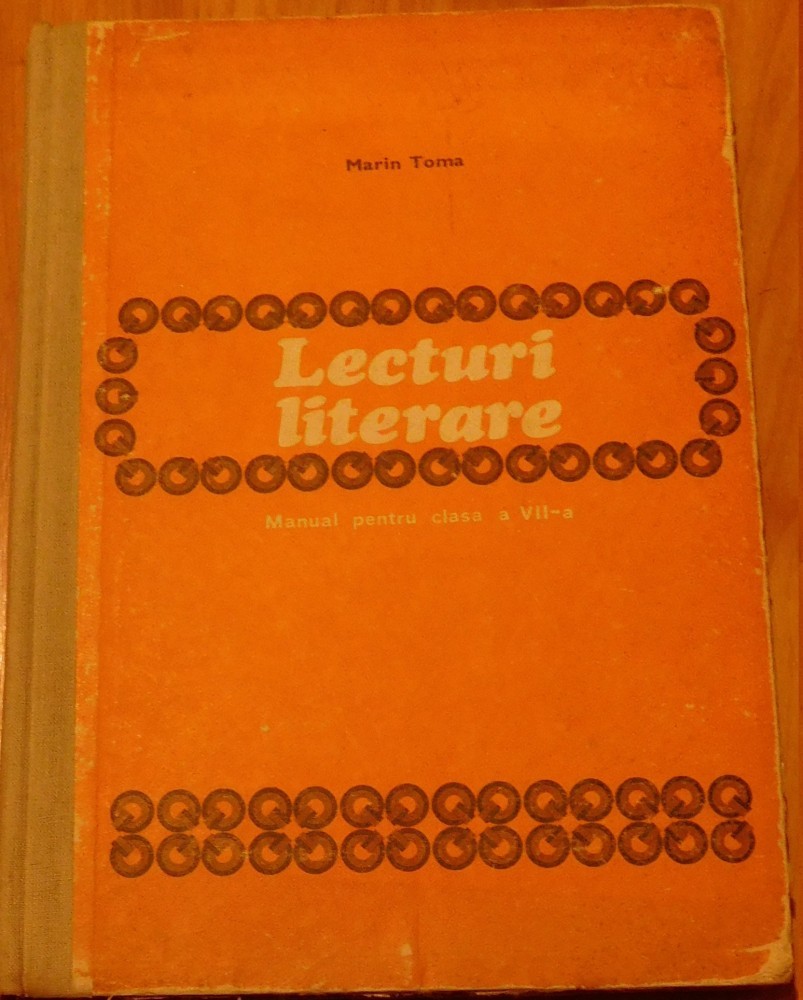 Marin Toma
Lecturi
literare
Manual pentru clasa a VII-a